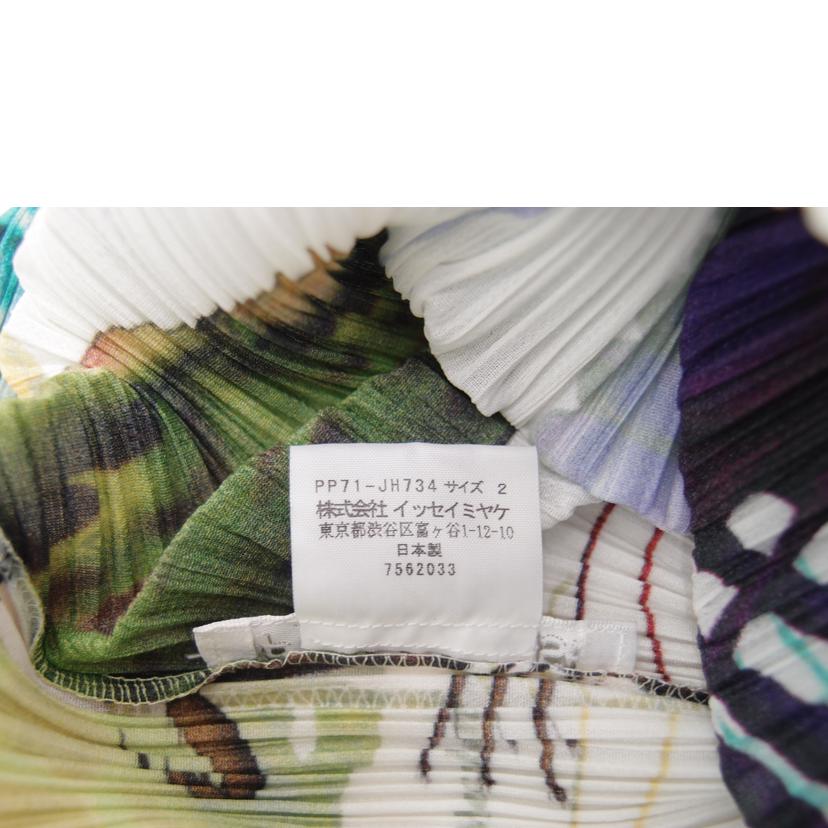 PP71-JH734 サイズ 2
株式会社 イッセイミヤケ
東京都渋谷区富ヶ谷1-12-10
日本製
7562033